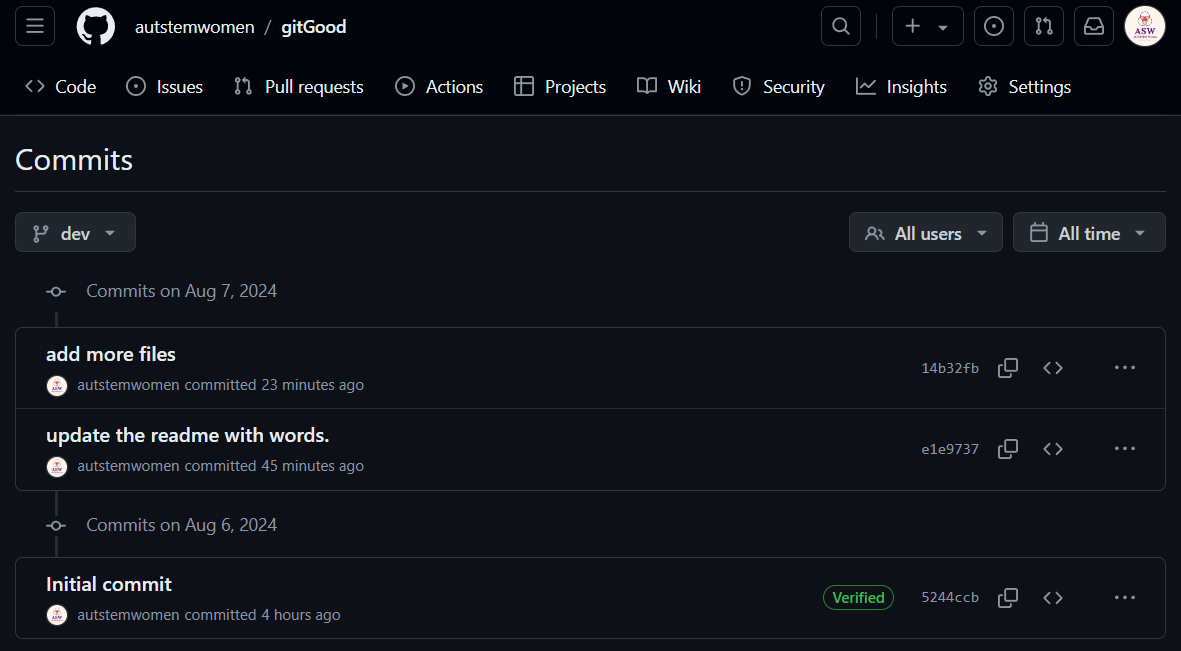 autstemwomen / gitGood
ASW
Code Issues Pull requests Actions Projects Wiki Security Insights Settings
Commits
dev All users All time
Commits on Aug 7, 2024
add more files
14b32fb
autstemwomen committed 23 minutes ago
update the readme with words.
e1e9737
autstemwomen committed 45 minutes ago
Commits on Aug 6, 2024
Initial commit
Verified 5244ccb
autstemwomen committed 4 hours ago